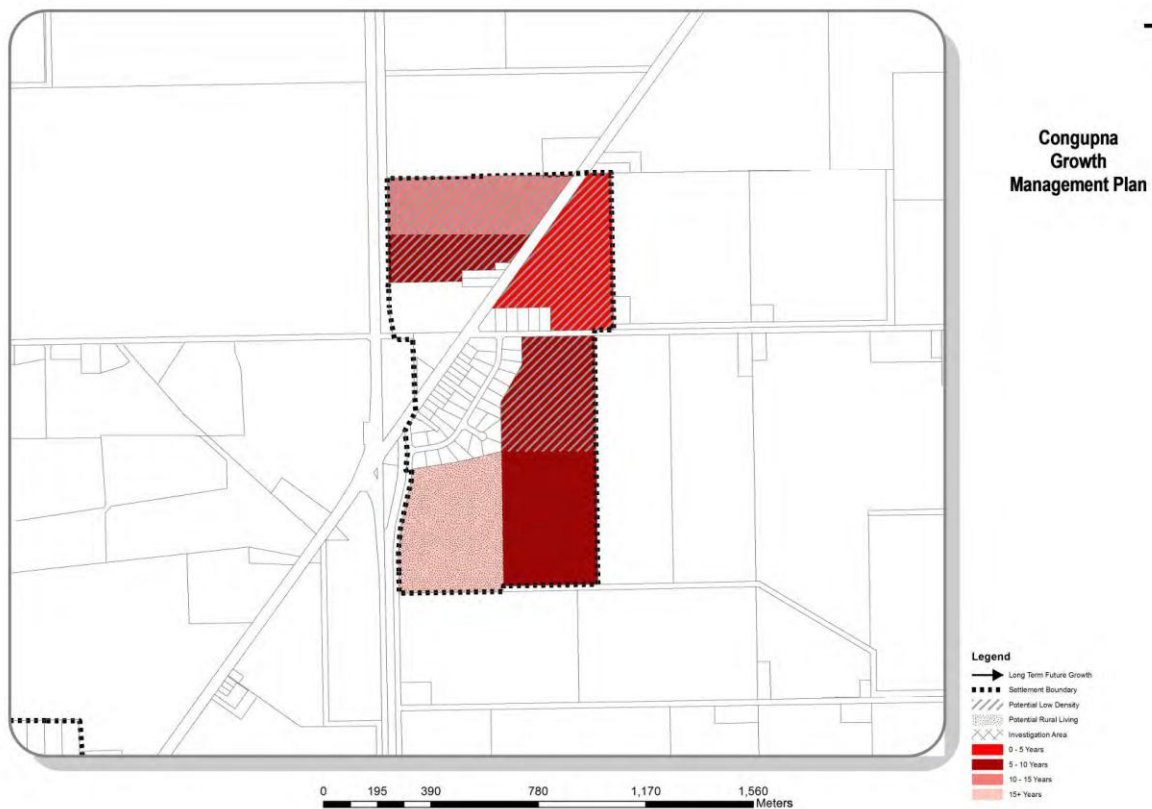 Congupna
Growth
Management Plan
Legend
Long Term Future Growth
Settlement Boundary
Potential Low Density
Potential Rural Living
Investigation Area
0 - 5 Years
5 - 10 Years
10 - 15 Years
15+ Years
0 195 390 780 1,170 1,560
Meters